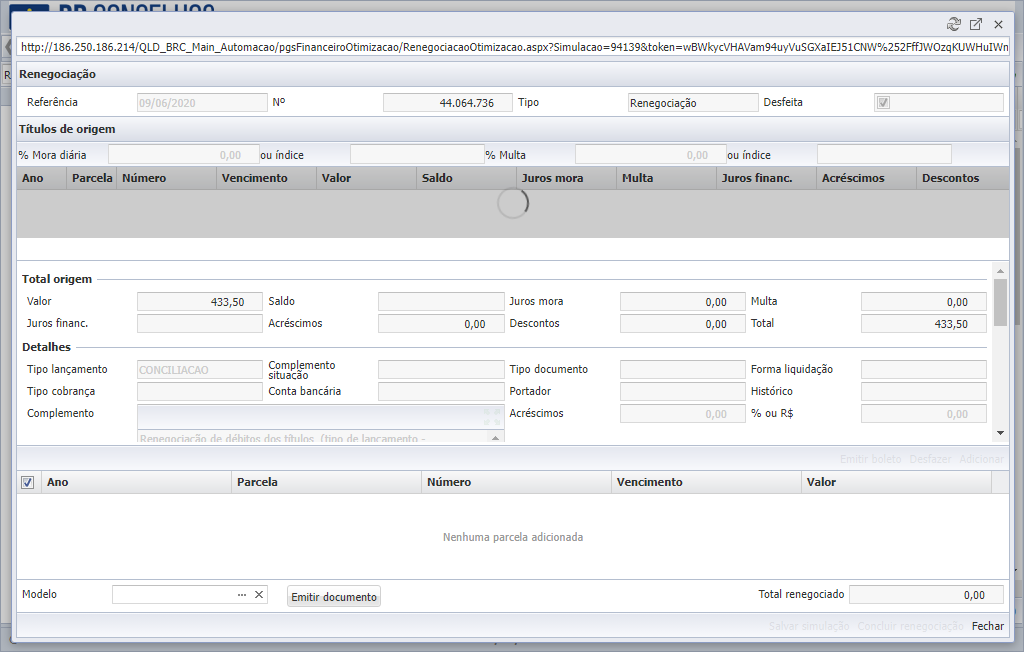 BR CONSELHOS
http://186.250.186.214/QLD_BRC_Main_Automacao/pgsFinanceiroOtimizacao/RenegociacaoOtimizacao.aspx?Simulacao=94139&token=wBWkycVHAVam94uyVuSGXaIEJ51CNW%252FffJWOzqKUWHuIWn
Renegociação
Referência 09/06/2020 Nº 44.064.736 Tipo Renegociação Desfeita
Títulos de origem
% Mora diária 0,00 ou índice % Multa 0,00 ou índice
Ano Parcela Número Vencimento Valor Saldo Juros mora Multa Juros financ. Acréscimos Descontos
Total origem
Valor 433,50 Saldo Juros mora 0,00 Multa 0,00
Juros financ. Acréscimos 0,00 Descontos 0,00 Total 433,50
Detalhes
Tipo lançamento CONCILIACAO Complemento situação Tipo documento Forma liquidação
Tipo cobrança Conta bancária Portador Histórico
Complemento Acréscimos 0,00 % ou R$ 0,00
Renegociação de débitos dos títulos (tipo de lançamento -
Emitir boleto Desfazer Adicionar
Ano Parcela Número Vencimento Valor
Nenhuma parcela adicionada
Modelo ... Emitir documento Total renegociado 0,00
Salvar simulação Concluir renegociação Fechar